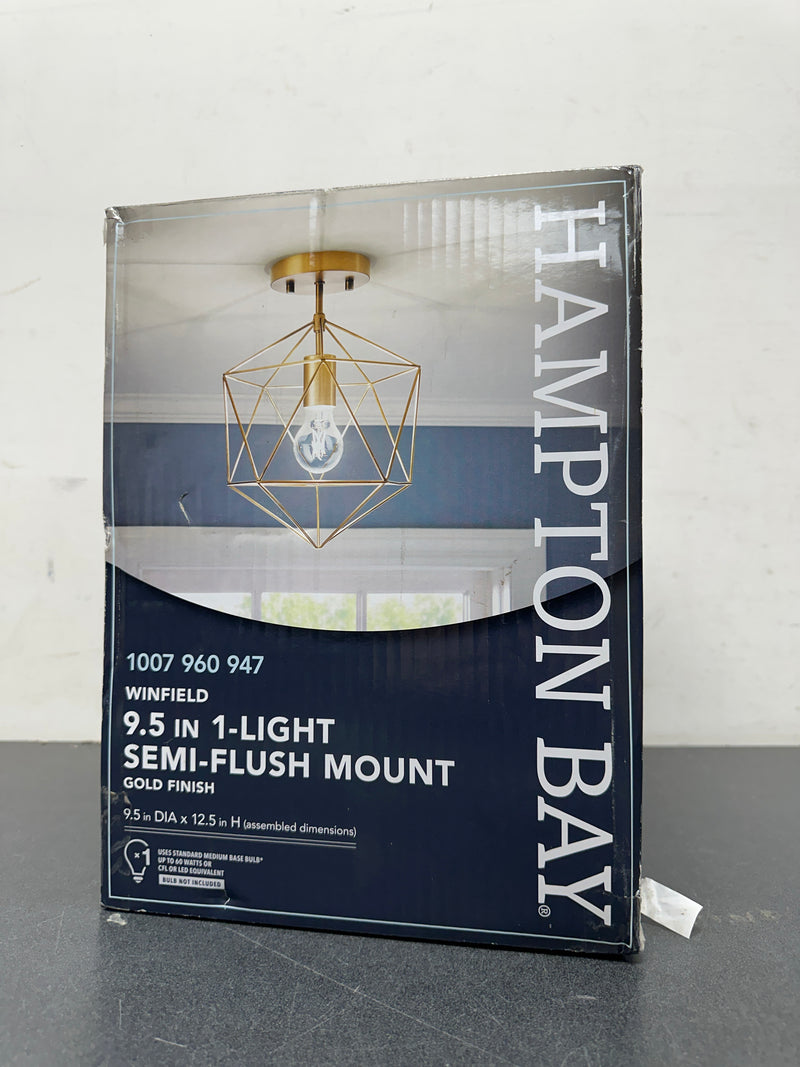 HAMPTON BAY®
1007 960 947
WINFIELD
9.5 IN 1-LIGHT
SEMI-FLUSH MOUNT
GOLD FINISH
9.5 in DIA x 12.5 in H (assembled dimensions)
x1
USES STANDARD MEDIUM BASE BULB*
UP TO 60 WATTS OR
CFL OR LED EQUIVALENT
BULB NOT INCLUDED